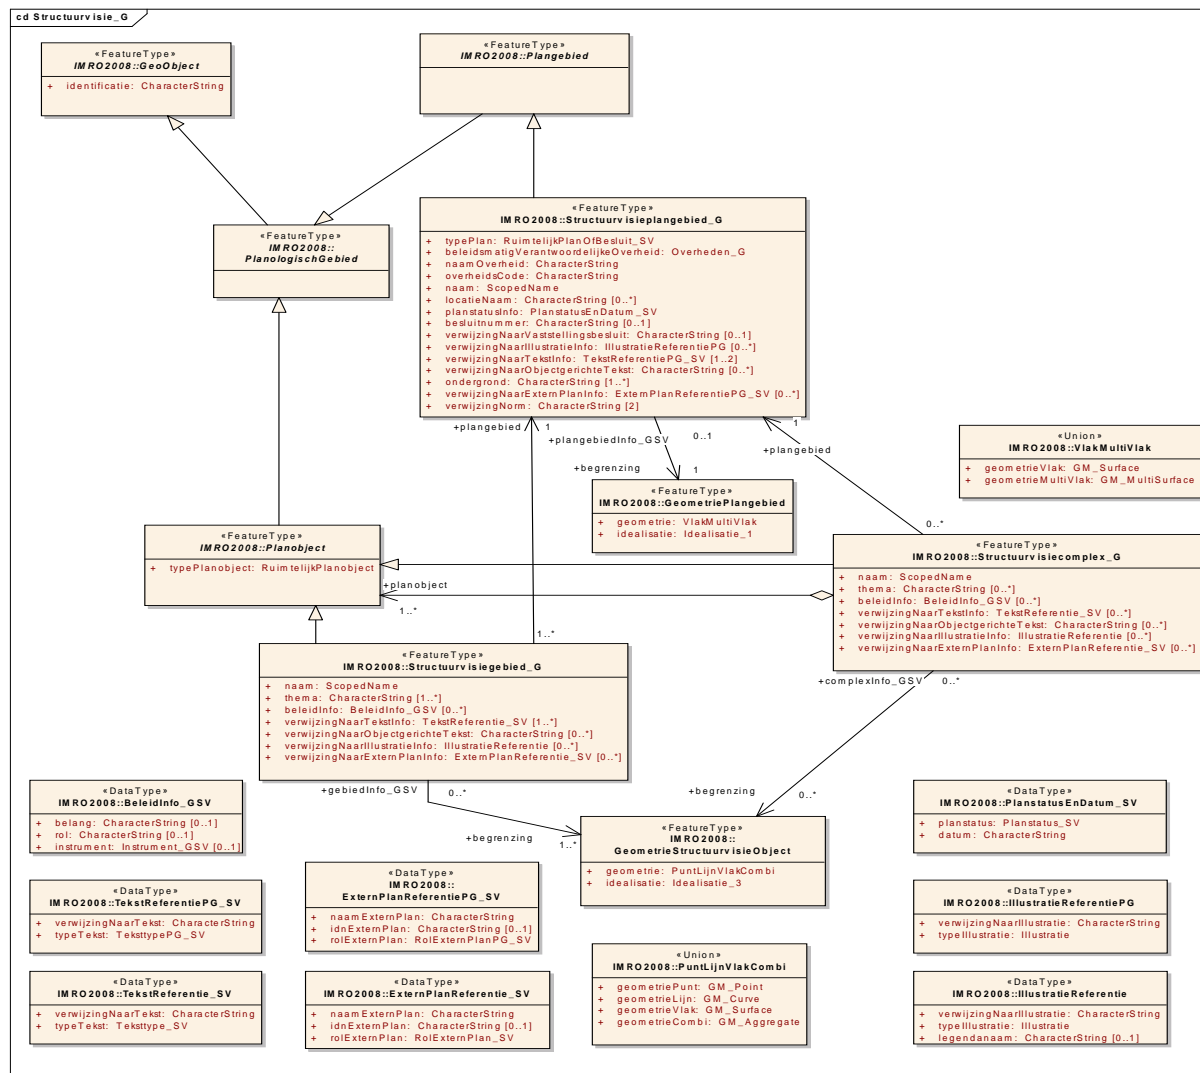 cd Structuurvisie_G
«FeatureType»
IMRO2008::GeoObject
+ identificatie: CharacterString
«FeatureType»
IMRO2008::Plangebied
«FeatureType»
IMRO2008::
PlanologischGebied
«FeatureType»
IMRO2008::Structuurvisieplangebied_G
+ typePlan: RuimtelijkPlanOfBesluit_SV
+ beleidsmatigVerantwoordelijkeOverheid: Overheden_G
+ naamOverheid: CharacterString
+ overheidsCode: CharacterString
+ naam: ScopedName
+ locatieNaam: CharacterString [0..*]
+ planstatusInfo: PlanstatusEnDatum_SV
+ besluitnummer: CharacterString [0..1]
+ verwijzingNaarVaststellingsbesluit: CharacterString [0..1]
+ verwijzingNaarIllustratieInfo: IllustratieReferentiePG [0..*]
+ verwijzingNaarTekstInfo: TekstReferentiePG_SV [1..2]
+ verwijzingNaarObjectgerichteTekst: CharacterString [0..*]
+ ondergrond: CharacterString [1..*]
+ verwijzingNaarExternPlanInfo: ExternPlanReferentiePG_SV [0..*]
+ verwijzingNorm: CharacterString [2]
+plangebied 1
+plangebiedInfo_GSV 0..1
+begrenzing 1
1
+plangebied
0..*
«Union»
IMRO2008::VlakMultiVlak
+ geometrieVlak: GM_Surface
+ geometrieMultiVlak: GM_MultiSurface
«FeatureType»
IMRO2008::GeometriePlangebied
+ geometrie: VlakMultiVlak
+ idealisatie: Idealisatie_1
«FeatureType»
IMRO2008::Planobject
+ typePlanobject: RuimtelijkPlanobject
+planobject
1..*
«FeatureType»
IMRO2008::Structuurvisiecomplex_G
+ naam: ScopedName
+ thema: CharacterString [0..*]
+ beleidInfo: BeleidInfo_GSV [0..*]
+ verwijzingNaarTekstInfo: TekstReferentie_SV [0..*]
+ verwijzingNaarObjectgerichteTekst: CharacterString [0..*]
+ verwijzingNaarIllustratieInfo: IllustratieReferentie [0..*]
+ verwijzingNaarExternPlanInfo: ExternPlanReferentie_SV [0..*]
1..*
«FeatureType»
IMRO2008::Structuurvisiegebied_G
+ naam: ScopedName
+ thema: CharacterString [1..*]
+ beleidInfo: BeleidInfo_GSV [0..*]
+ verwijzingNaarTekstInfo: TekstReferentie_SV [1..*]
+ verwijzingNaarObjectgerichteTekst: CharacterString [0..*]
+ verwijzingNaarIllustratieInfo: IllustratieReferentie [0..*]
+ verwijzingNaarExternPlanInfo: ExternPlanReferentie_SV [0..*]
+complexInfo_GSV 0..*
+gebiedInfo_GSV 0..*
+begrenzing 0..*
+begrenzing
1..*
«DataType»
IMRO2008::BeleidInfo_GSV
+ belang: CharacterString [0..1]
+ rol: CharacterString [0..1]
+ instrument: Instrument_GSV [0..1]
«FeatureType»
IMRO2008::
GeometrieStructuurvisieObject
+ geometrie: PuntLijnVlakCombi
+ idealisatie: Idealisatie_3
«DataType»
IMRO2008::PlanstatusEnDatum_SV
+ planstatus: Planstatus_SV
+ datum: CharacterString
«DataType»
IMRO2008::TekstReferentiePG_SV
+ verwijzingNaarTekst: CharacterString
+ typeTekst: TeksttypePG_SV
«DataType»
IMRO2008::
ExternPlanReferentiePG_SV
+ naamExternPlan: CharacterString
+ idnExternPlan: CharacterString [0..1]
+ rolExternPlan: RolExternPlanPG_SV
«DataType»
IMRO2008::IllustratieReferentiePG
+ verwijzingNaarIllustratie: CharacterString
+ typeIllustratie: Illustratie
«DataType»
IMRO2008::TekstReferentie_SV
+ verwijzingNaarTekst: CharacterString
+ typeTekst: Teksttype_SV
«DataType»
IMRO2008::ExternPlanReferentie_SV
+ naamExternPlan: CharacterString
+ idnExternPlan: CharacterString [0..1]
+ rolExternPlan: RolExternPlan_SV
«Union»
IMRO2008::PuntLijnVlakCombi
+ geometriePunt: GM_Point
+ geometrieLijn: GM_Curve
+ geometrieVlak: GM_Surface
+ geometrieCombi: GM_Aggregate
«DataType»
IMRO2008::IllustratieReferentie
+ verwijzingNaarIllustratie: CharacterString
+ typeIllustratie: Illustratie
+ legendanaam: CharacterString [0..1]